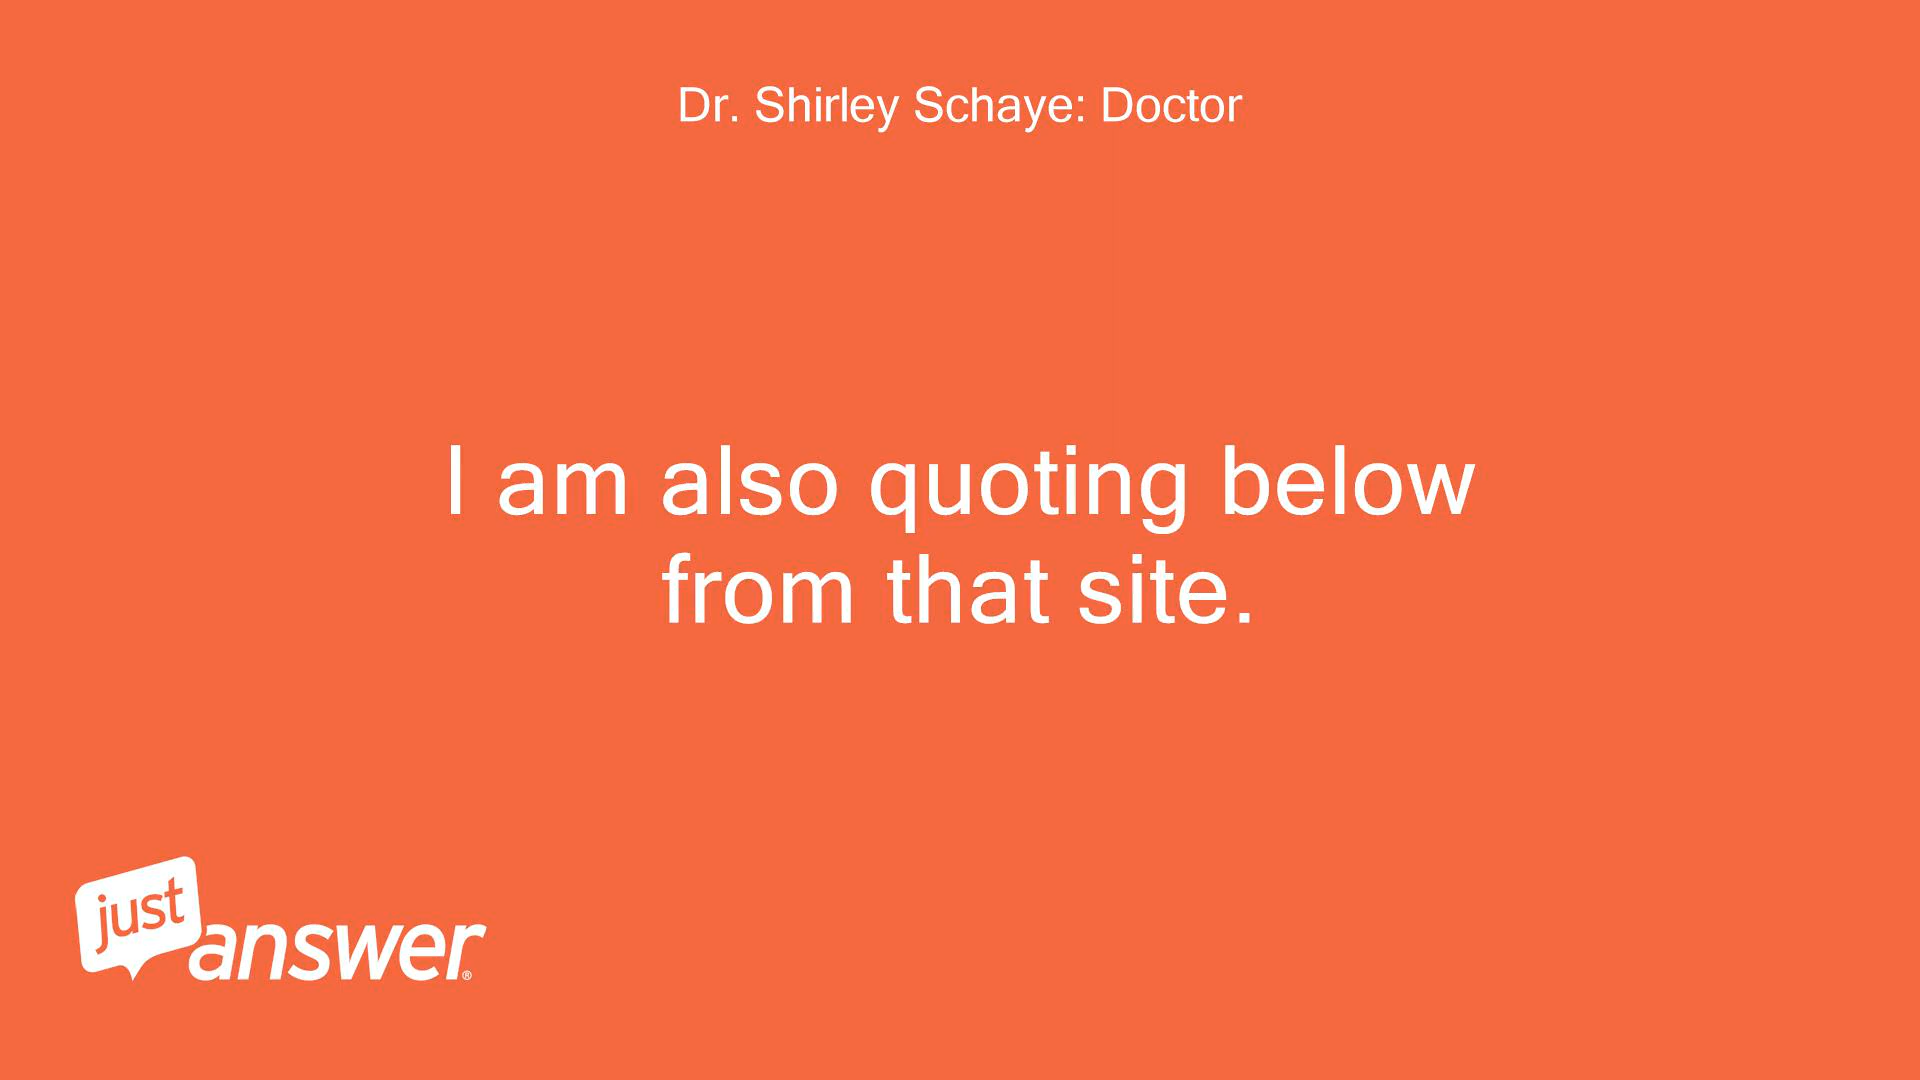 Dr. Shirley Schaye: Doctor
I am also quoting below
from that site.
just
answer®